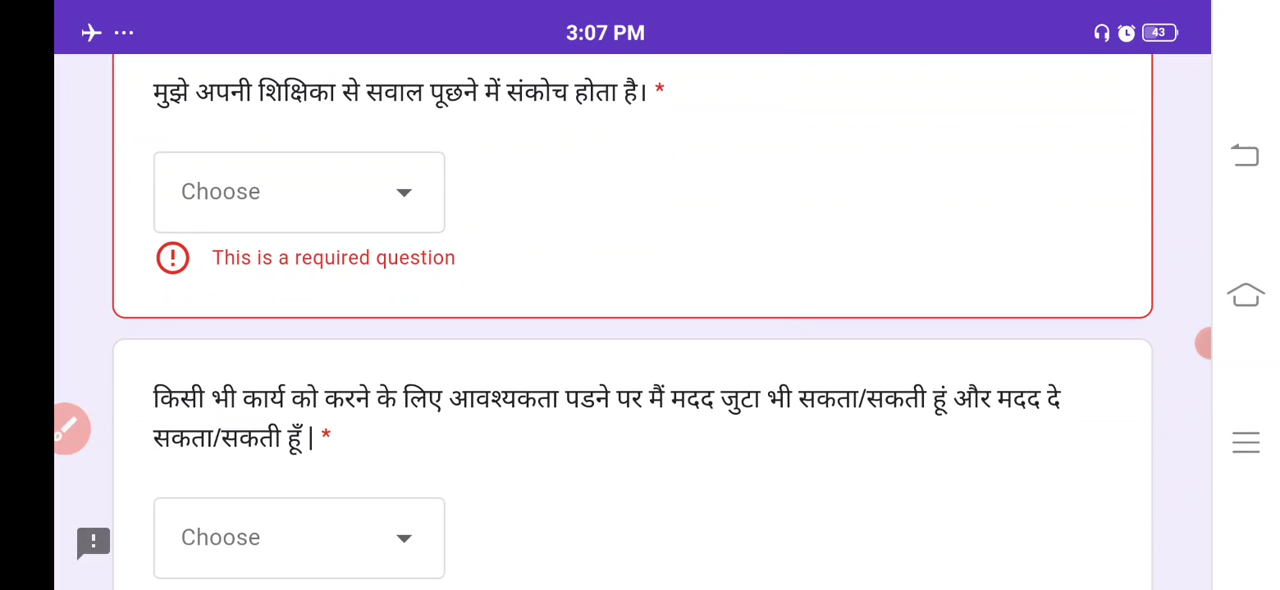 3:07 PM
43
मुझे अपनी शिक्षिका से सवाल पूछने में संकोच होता है। *
Choose
This is a required question
किसी भी कार्य को करने के लिए आवश्यकता पडने पर मैं मदद जुटा भी सकता/सकती हूं और मदद दे
सकता/सकती हूँ | *
Choose